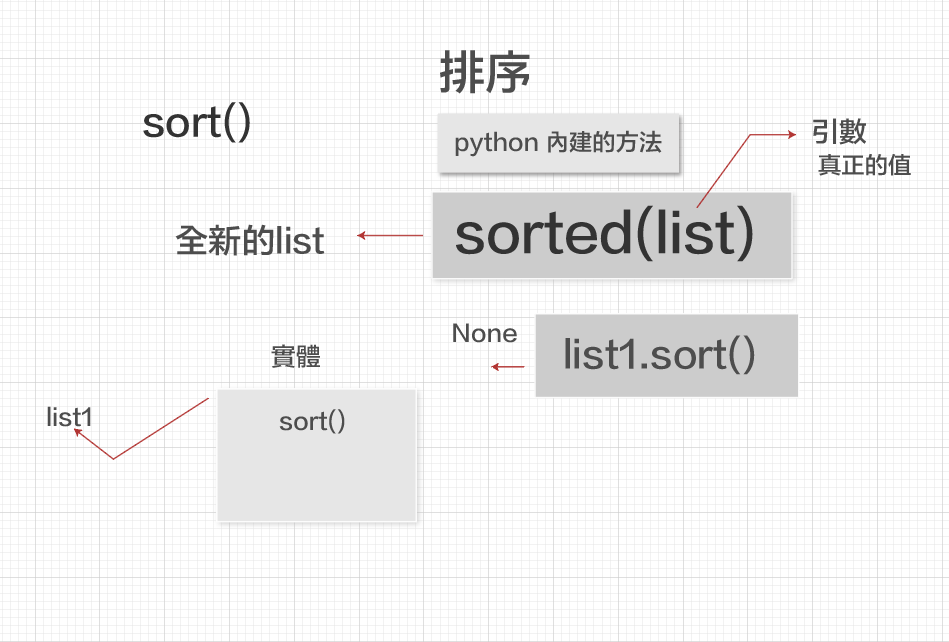 排序
sort()
python 內建的方法
引數
真正的值
sorted(list)
全新的list
None
list1.sort()
實體
list1
sort()